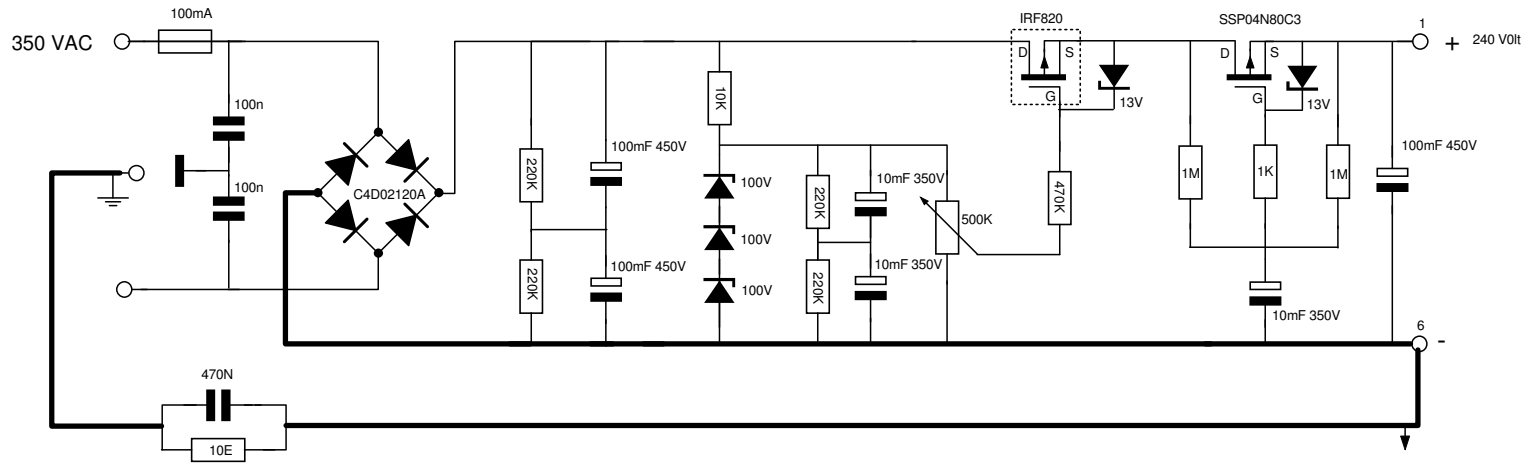 100mA
350 VAC
100n
100n
C4D02120A
220K
220K
100mF 450V
100mF 450V
10K
100V
100V
100V
220K
220K
10mF 350V
10mF 350V
500K
IRF820
D
S
G
13V
470K
SSP04N80C3
D
S
G
13V
1M
1K
1M
10mF 350V
100mF 450V
1
+
240 V0lt
6
-
470N
10E